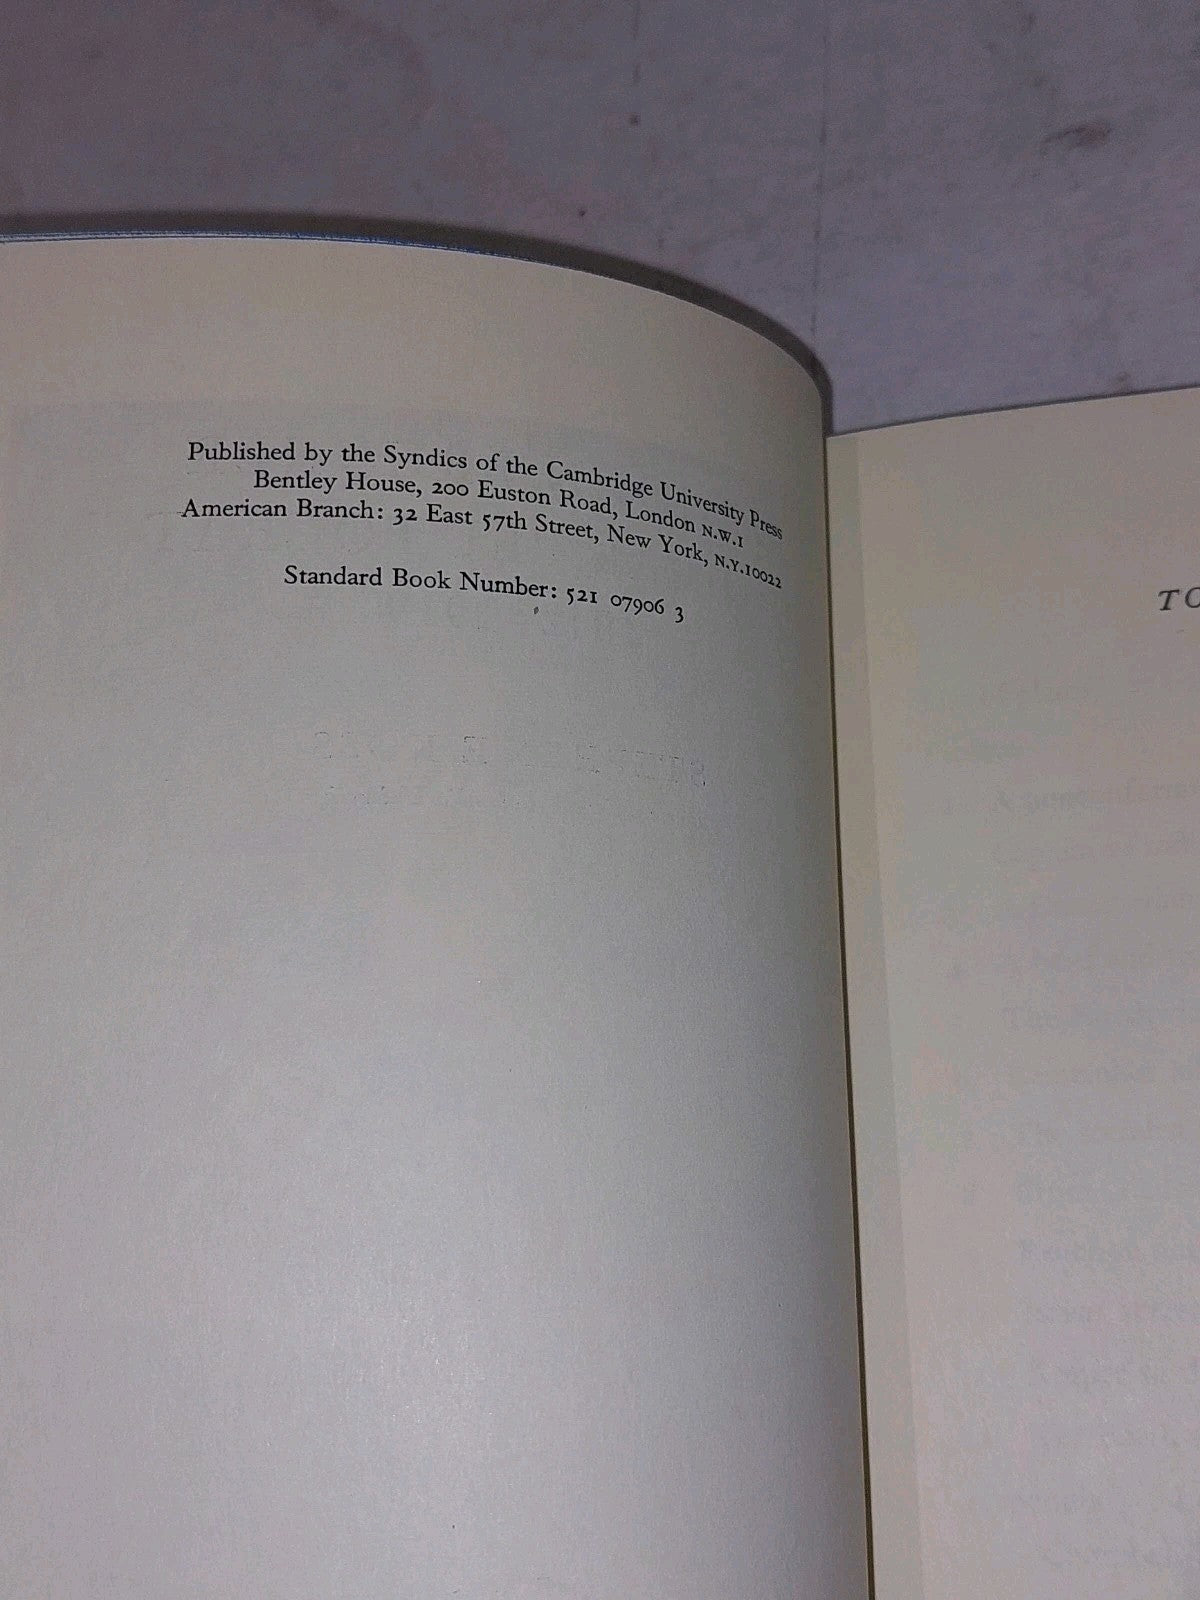 Published by the Syndics of the Cambridge University Press
Bentley House, 200 Euston Road, London N.W.1
American Branch: 32 East 57th Street, New York, N.Y.10022
Standard Book Number: 521 07906 3
TO